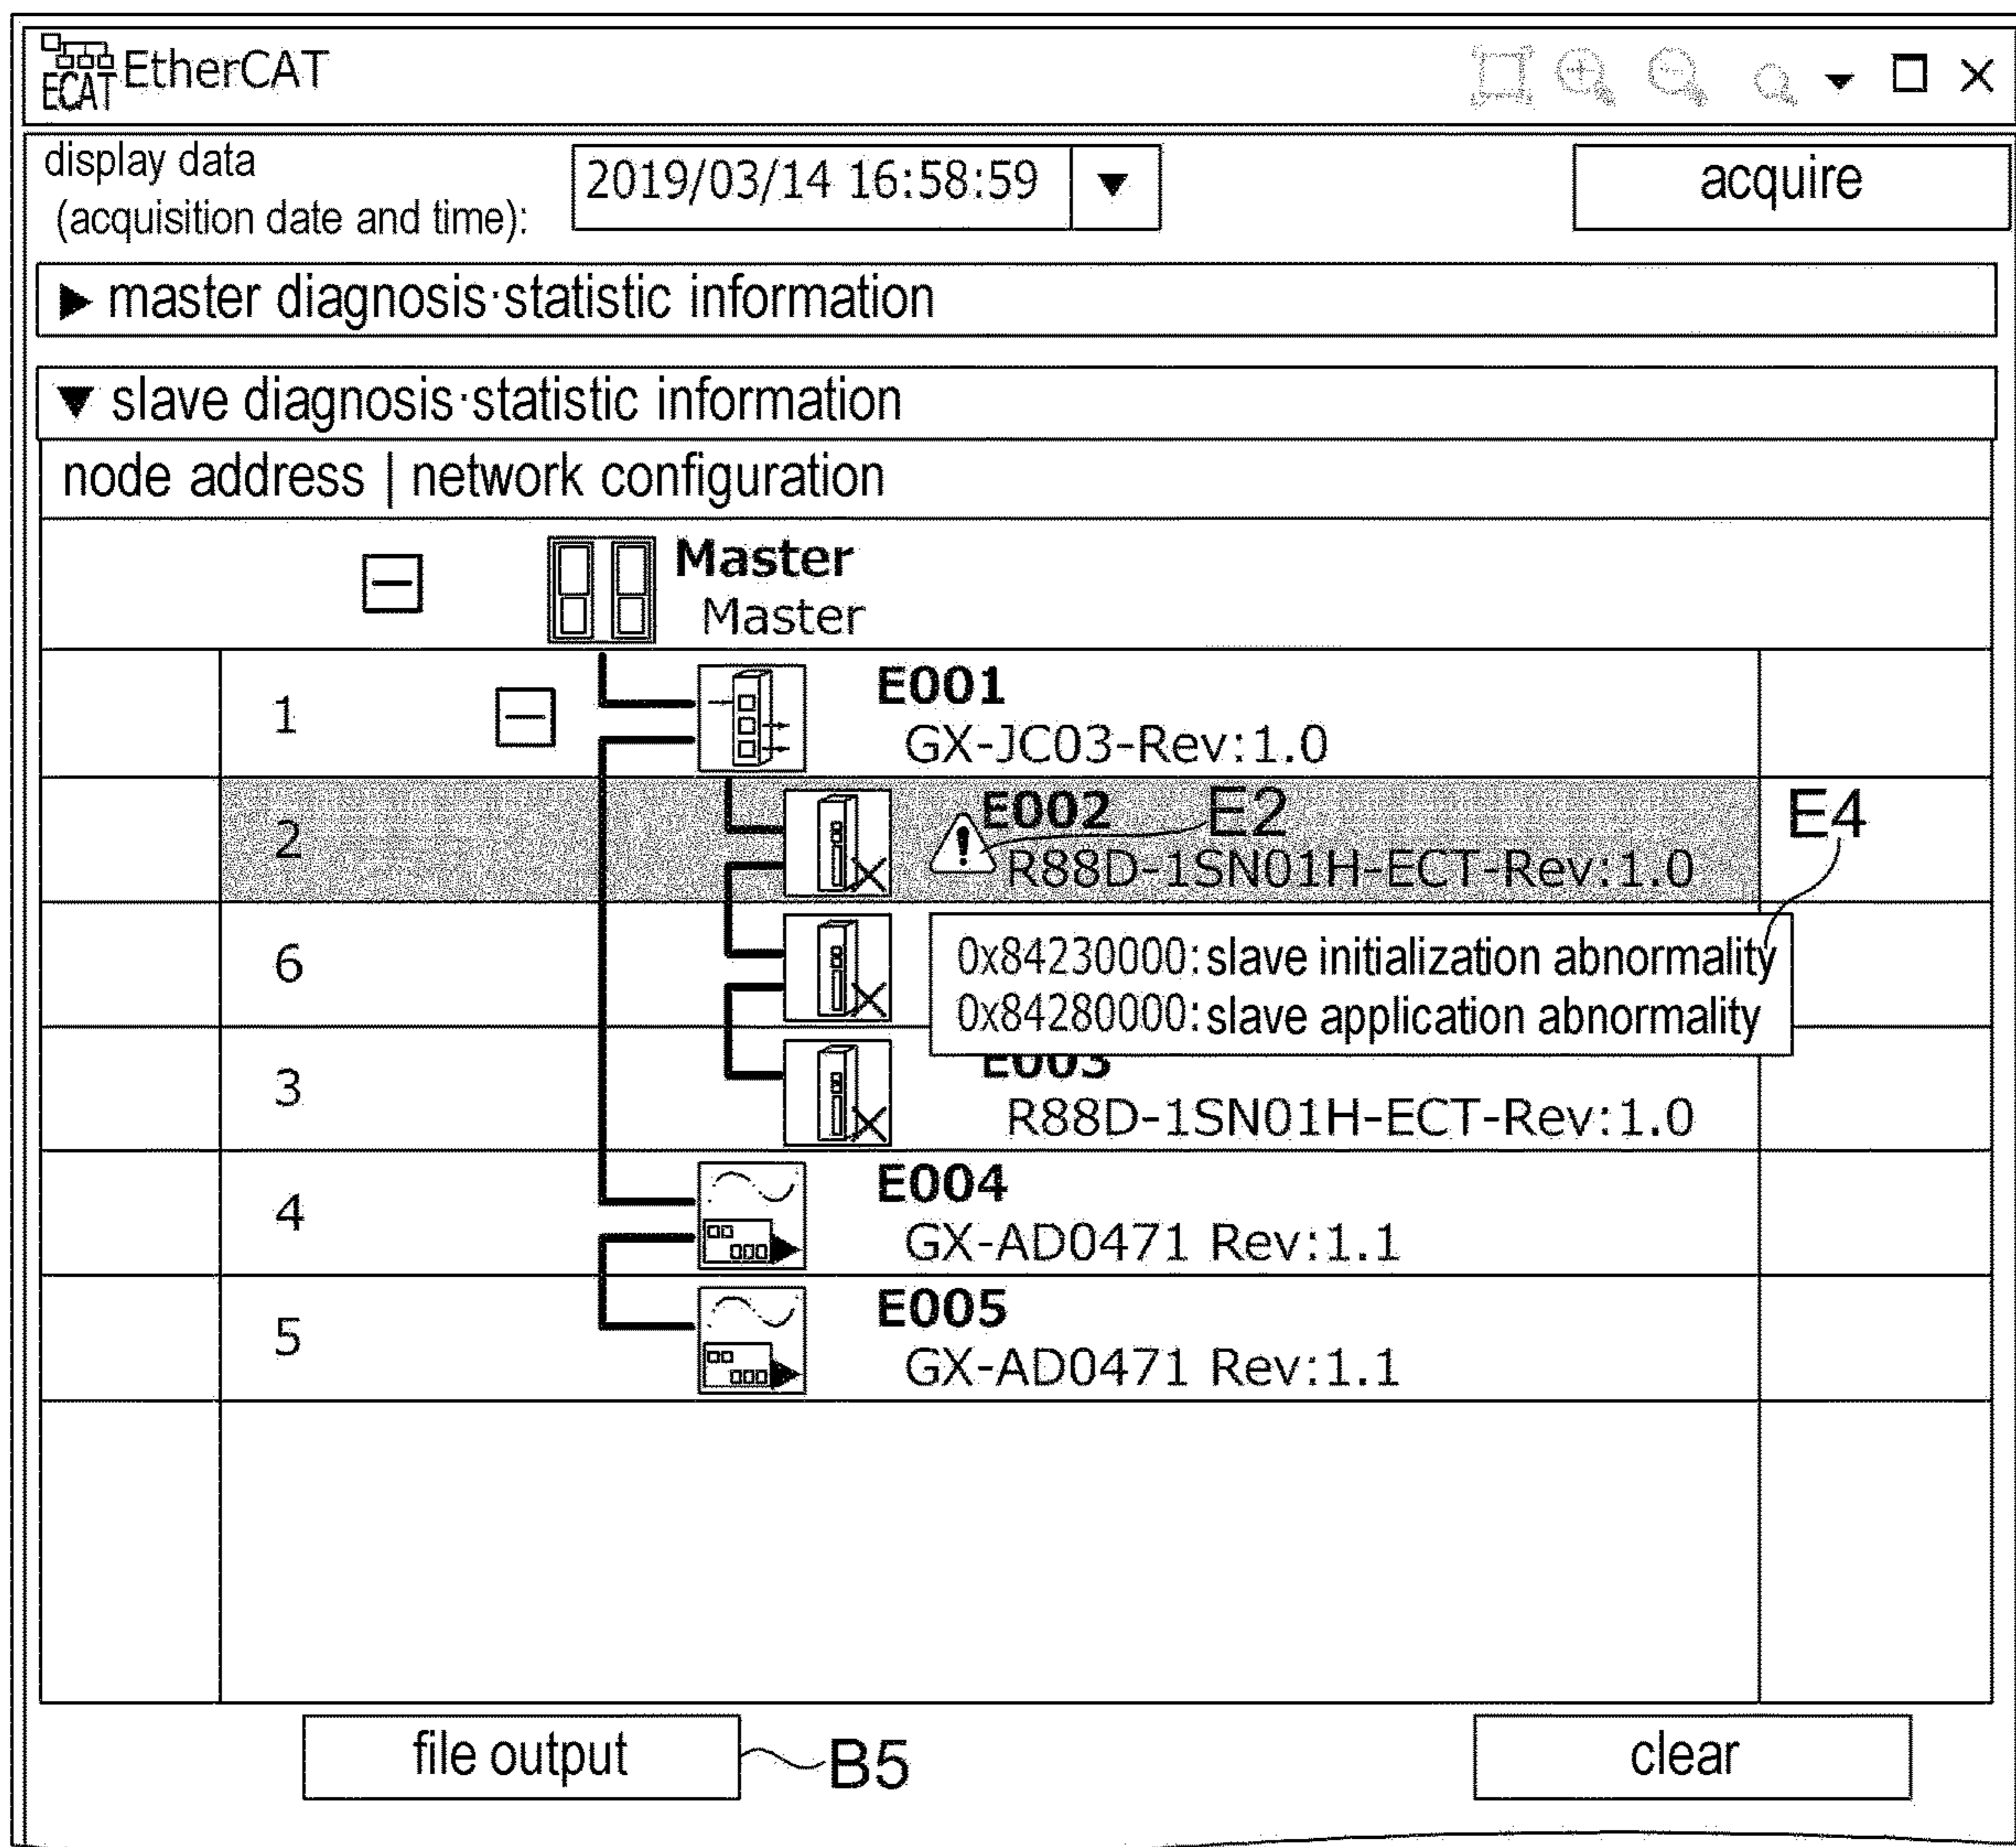 ECAT EtherCAT
display data
(acquisition date and time):
2019/03/14 16:58:59
acquire
master diagnosis·statistic information
slave diagnosis·statistic information
node address | network configuration
Master
Master
1
E001
GX-JC03-Rev:1.0
2
E002
E2
E4
R88D-1SN01H-ECT-Rev:1.0
6
0x84230000:slave initialization abnormality
0x84280000:slave application abnormality
3
E003
R88D-1SN01H-ECT-Rev:1.0
4
E004
GX-AD0471 Rev:1.1
5
E005
GX-AD0471 Rev:1.1
file output
B5
clear